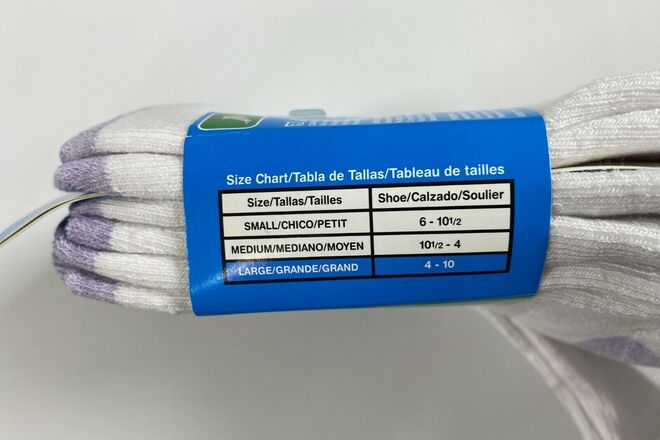 Size Chart/Tabla de Tallas/Tableau de tailles
Size/Tallas/Tailles Shoe/Calzado/Soulier
SMALL/CHICO/PETIT 6 - 10 1/2
MEDIUM/MEDIANO/MOYEN 10 1/2 - 4
LARGE/GRANDE/GRAND 4 - 10